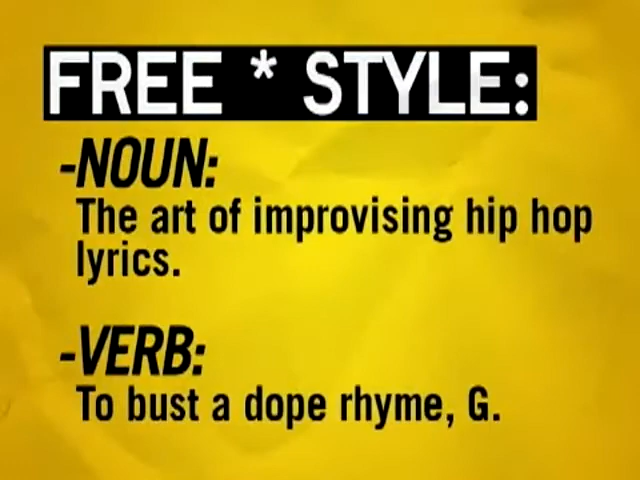 FREE * STYLE:
-NOUN:
The art of improvising hip hop
lyrics.
-VERB:
To bust a dope rhyme, G.